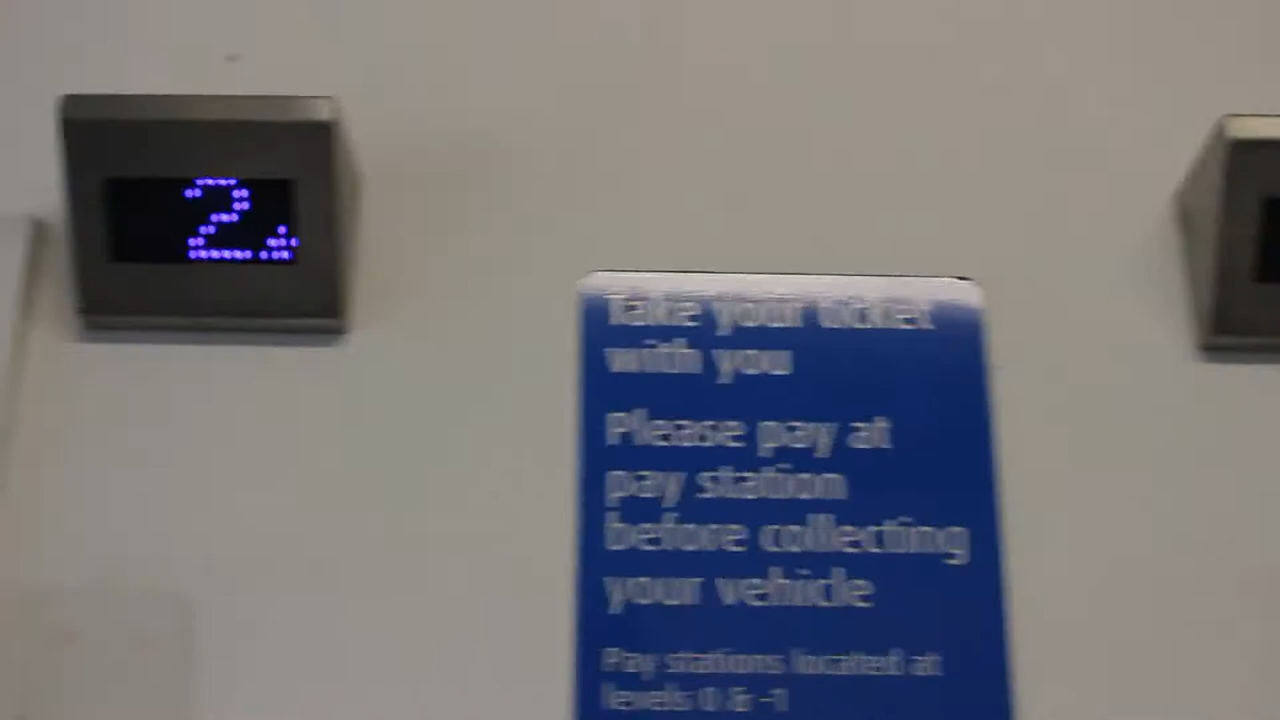 2
Take your ticket
with you
Please pay at
pay station
before collecting
your vehicle
Pay stations located at
levels 0 & -1